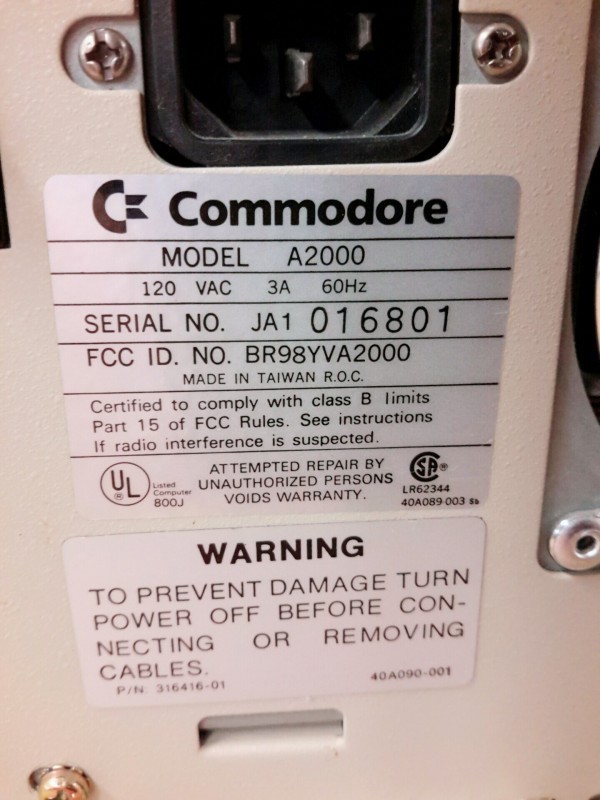 Commodore
MODEL A2000
120 VAC 3A 60Hz
SERIAL NO. JA1 016801
FCC ID. NO. BR98YVA2000
MADE IN TAIWAN R.O.C.
Certified to comply with class B limits
Part 15 of FCC Rules. See instructions
If radio interference is suspected.
UL ®
Listed
Computer
800J
ATTEMPTED REPAIR BY
UNAUTHORIZED PERSONS
VOIDS WARRANTY.
SA ®
LR62344
40A089-003 Sb
WARNING
TO PREVENT DAMAGE TURN
POWER OFF BEFORE CON-
NECTING OR REMOVING
CABLES.
P/N: 316416-01
40A090-001